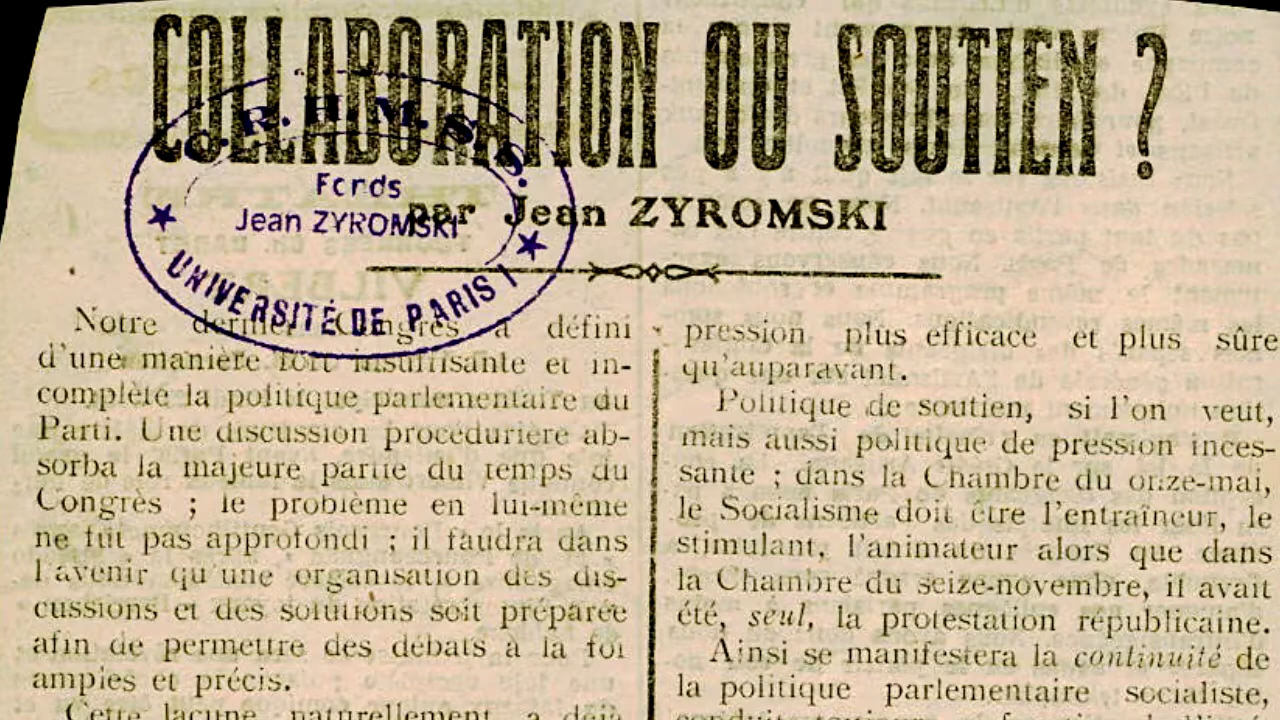 COLLABORATION OU SOUTIEN ?
C. R. H. M. S. S.
Fonds
Jean ZYROMSKI
UNIVERSITÉ DE PARIS I
par Jean ZYROMSKI
Notre dernier Congrès a défini
d'une manière fort insuffisante et in-
complète la politique parlementaire du
Parti. Une discussion procédurière ab-
sorba la majeure partie du temps du
Congrès ; le problème en lui-même
ne fut pas approfondi ; il faudra dans
l'avenir qu'une organisation des dis-
cussions et des solutions soit préparée
afin de permettre des débats à la foi
amples et précis.
Cette lacune naturellement a déjà
pression plus efficace et plus sûre
qu'auparavant.
Politique de soutien, si l'on veut,
mais aussi politique de pression inces-
sante ; dans la Chambre du onze-mai,
le Socialisme doit être l'entraîneur, le
stimulant, l'animateur alors que dans
la Chambre du seize-novembre, il avait
été, seul, la protestation républicaine.
Ainsi se manifestera la continuité de
la politique parlementaire socialiste,
conduite toujours